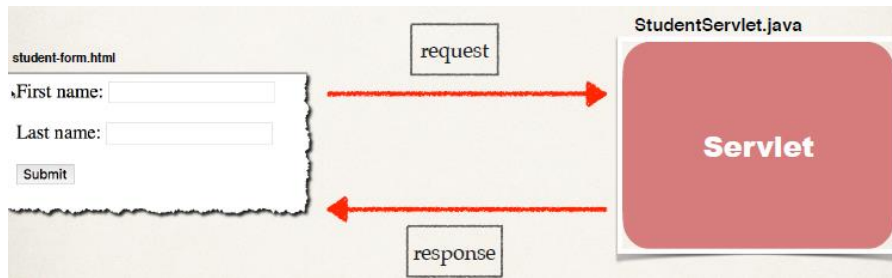 student-form.html
First name:
Last name:
Submit
request
response
StudentServlet.java
Servlet